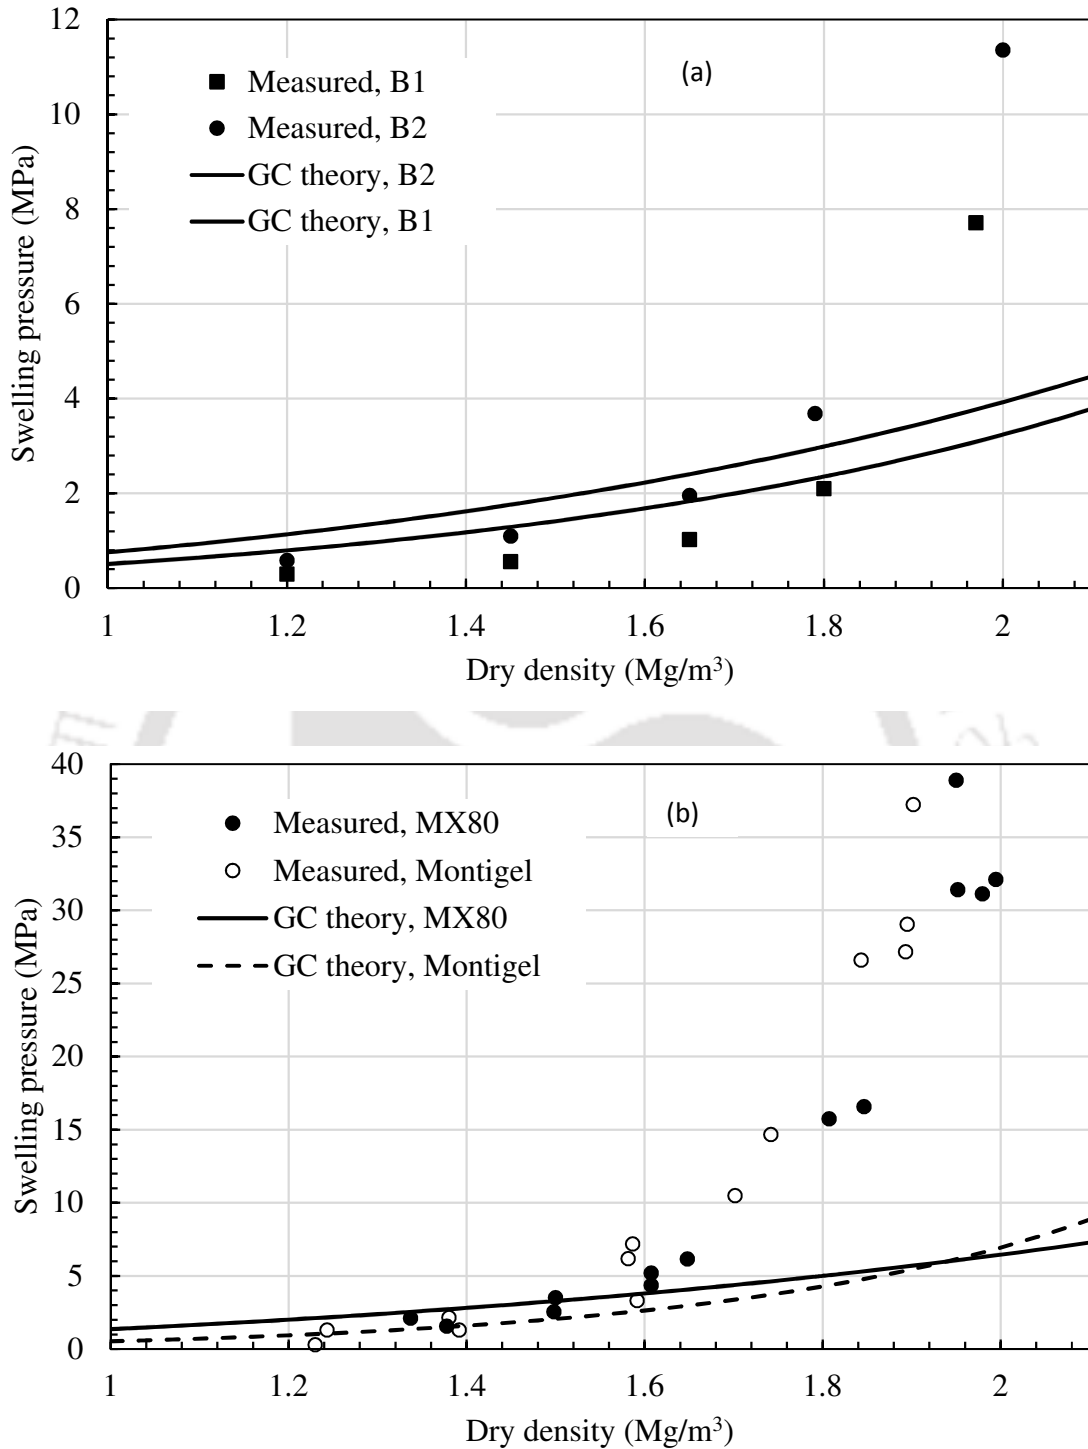 12
10
8
6
4
2
0
Swelling pressure (MPa)
(a)
Measured, B1
Measured, B2
GC theory, B2
GC theory, B1
1
1.2
1.4
1.6
1.8
2
Dry density (Mg/m³)
40
35
30
25
20
15
10
5
0
Swelling pressure (MPa)
(b)
Measured, MX80
Measured, Montigel
GC theory, MX80
GC theory, Montigel
1
1.2
1.4
1.6
1.8
2
Dry density (Mg/m³)